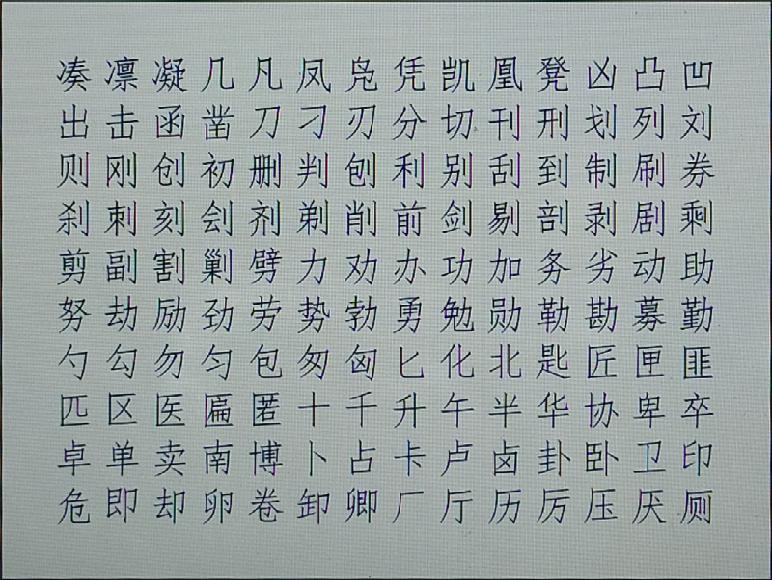 凑凛凝几凡凤凫凭凯凰凳凶凸凹
出击函凿刀刁刃分切刊刑划列刘
则刚创初删判刨利别刮到制刷券
刹刺刻刽剂剃削前剑剔剖剥剧剩
剪副割剿劈力劝办功加务劣动助
努劫励劲劳势勃勇勉勋勒勘募勤
勺勾勿匀包匆匈匕化北匙匠匣匪
匹区医匾匿十千升午半华协卑卒
卓单卖南博卜占卡卢卤卦卧卫印
危即却卵卷卸卿厂厅历厉压厌厕